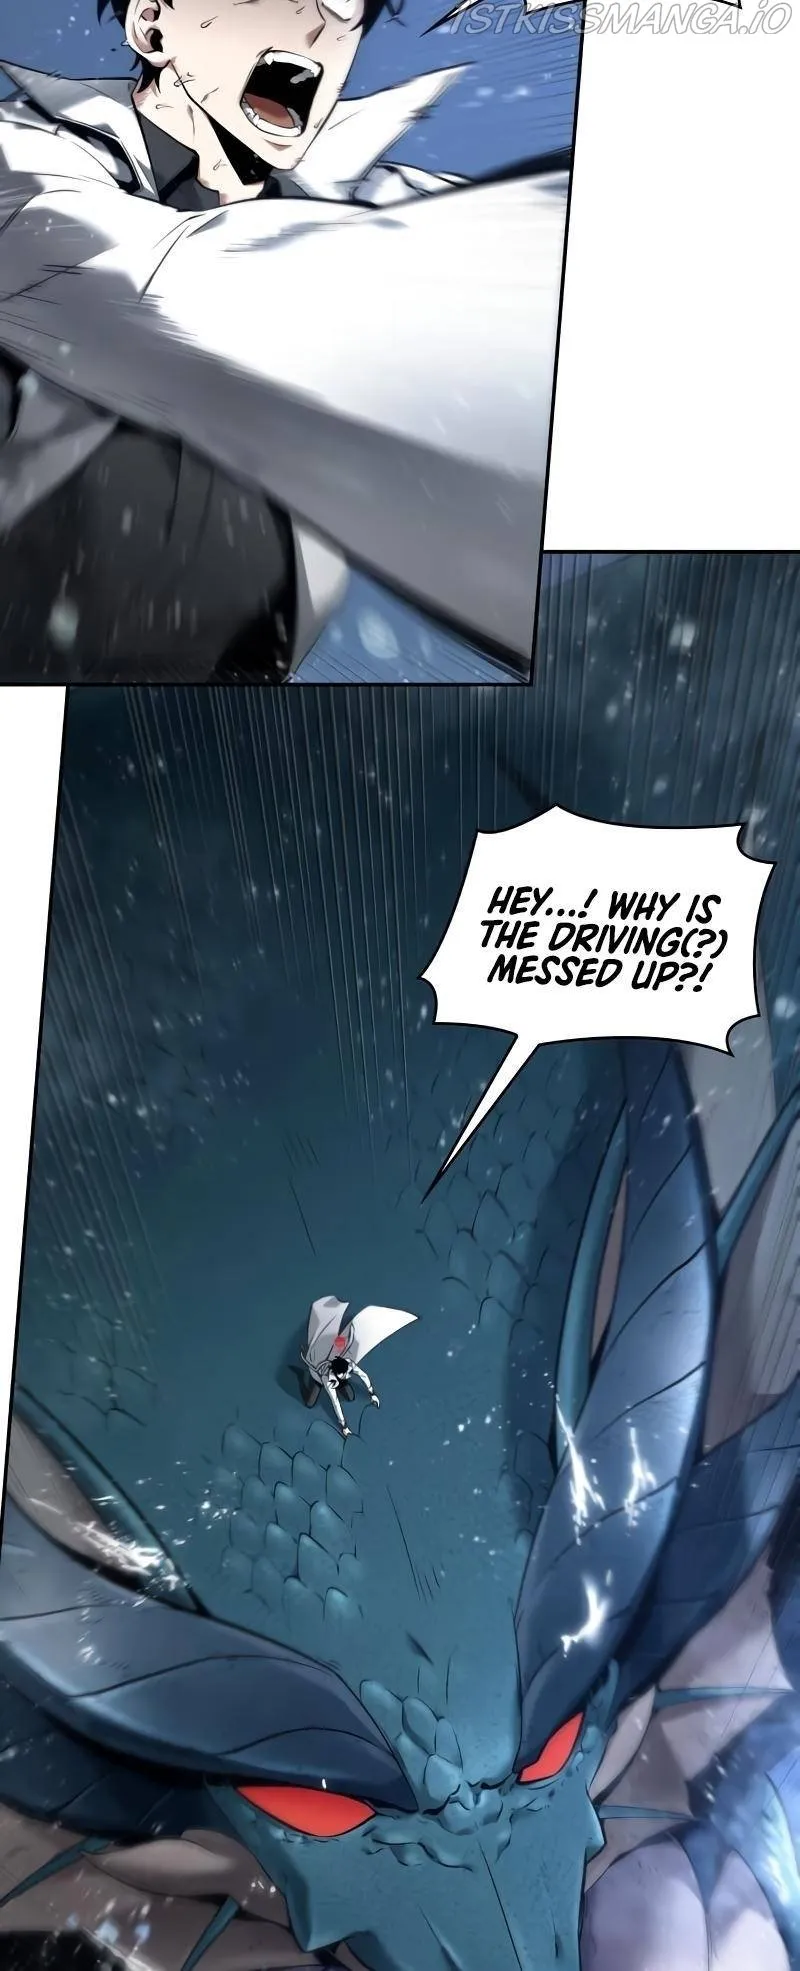 1STKISSMANGA.IO
HEY...! WHY IS
THE DRIVING(?)
MESSED UP?!